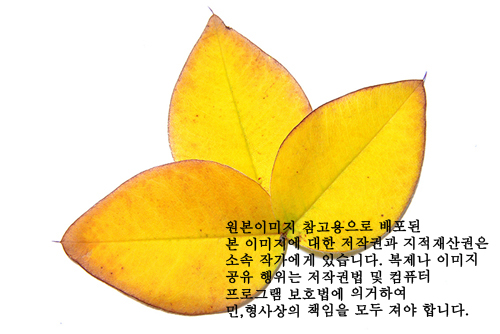 원본이미지 참고용으로 배포된
본 이미지에 대한 저작권과 지적재산권은
소속 작가에게 있습니다. 복제나 이미지
공유 행위는 저작권법 및 컴퓨터
프로그램 보호법에 의거하여
민,형사상의 책임을 모두 져야 합니다.